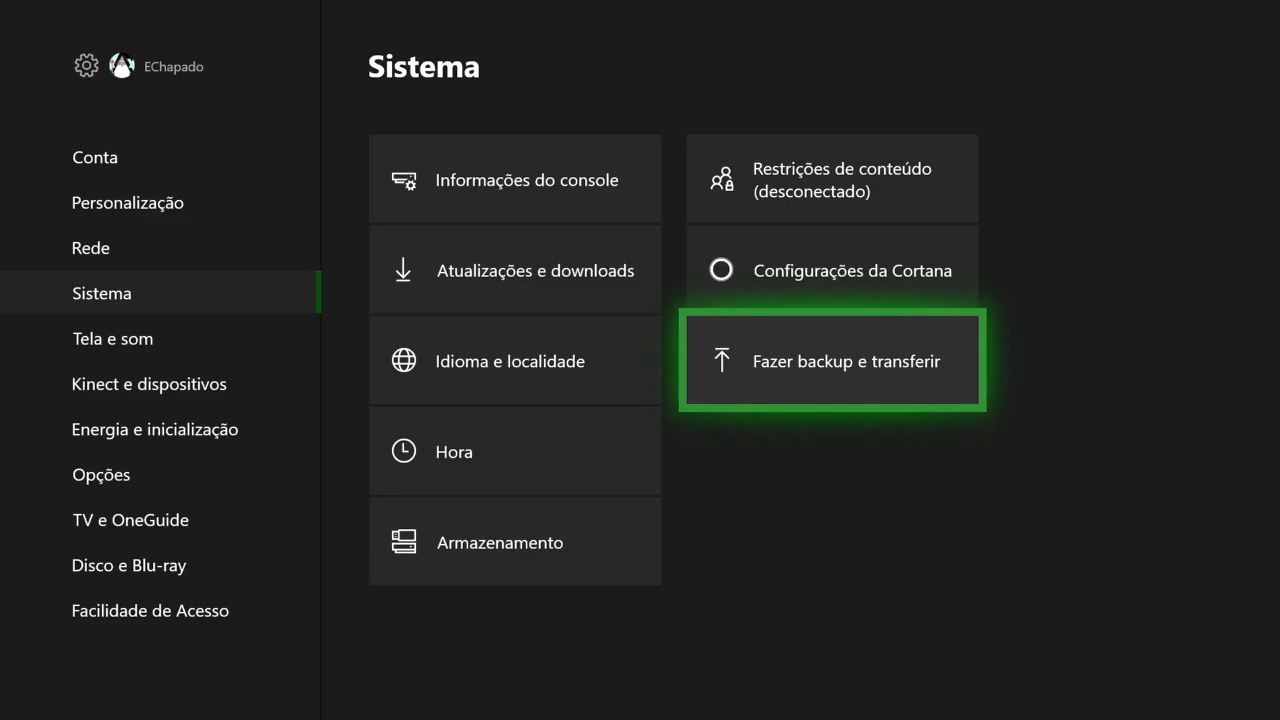 EChapado
Conta
Personalização
Rede
Sistema
Tela e som
Kinect e dispositivos
Energia e inicialização
Opções
TV e OneGuide
Disco e Blu-ray
Facilidade de Acesso
Sistema
Informações do console
Atualizações e downloads
Idioma e localidade
Hora
Armazenamento
Restrições de conteúdo
(desconectado)
Configurações da Cortana
Fazer backup e transferir